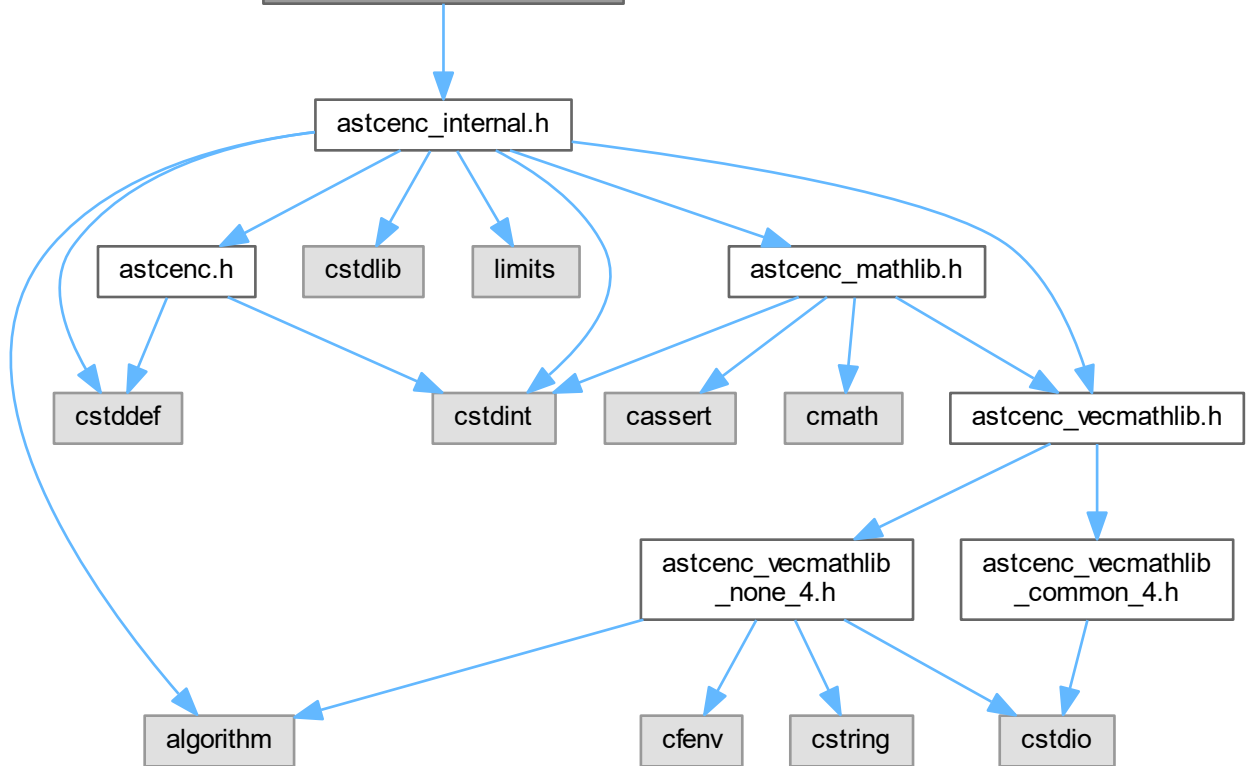 astcenc_internal.h
astcenc.h
cstdlib
limits
astcenc_mathlib.h
cstddef
cstdint
cassert
cmath
astcenc_vecmathlib.h
astcenc_vecmathlib
_none_4.h
astcenc_vecmathlib
_common_4.h
algorithm
cfenv
cstring
cstdio